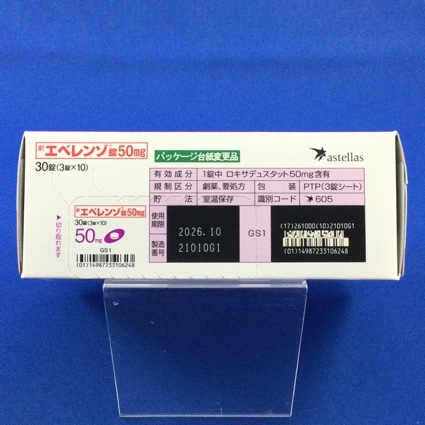 エベレンゾ錠50mg
30錠(3錠×10)
パッケージ台紙変更品
astellas
有効成分 1錠中 ロキサデュスタット50mg含有
規制区分 劇薬、要処方 包装 PTP(3錠シート)
貯法 室温保存 識別コード 605
切り取れます
エベレンゾ錠50mg
30錠(3錠×10)
50mg
GS1
(01)14987233106248
使用期限 2026.10
製造番号 21010G1
GS1
(17)261000(10)21010G1
(01)14987233106248